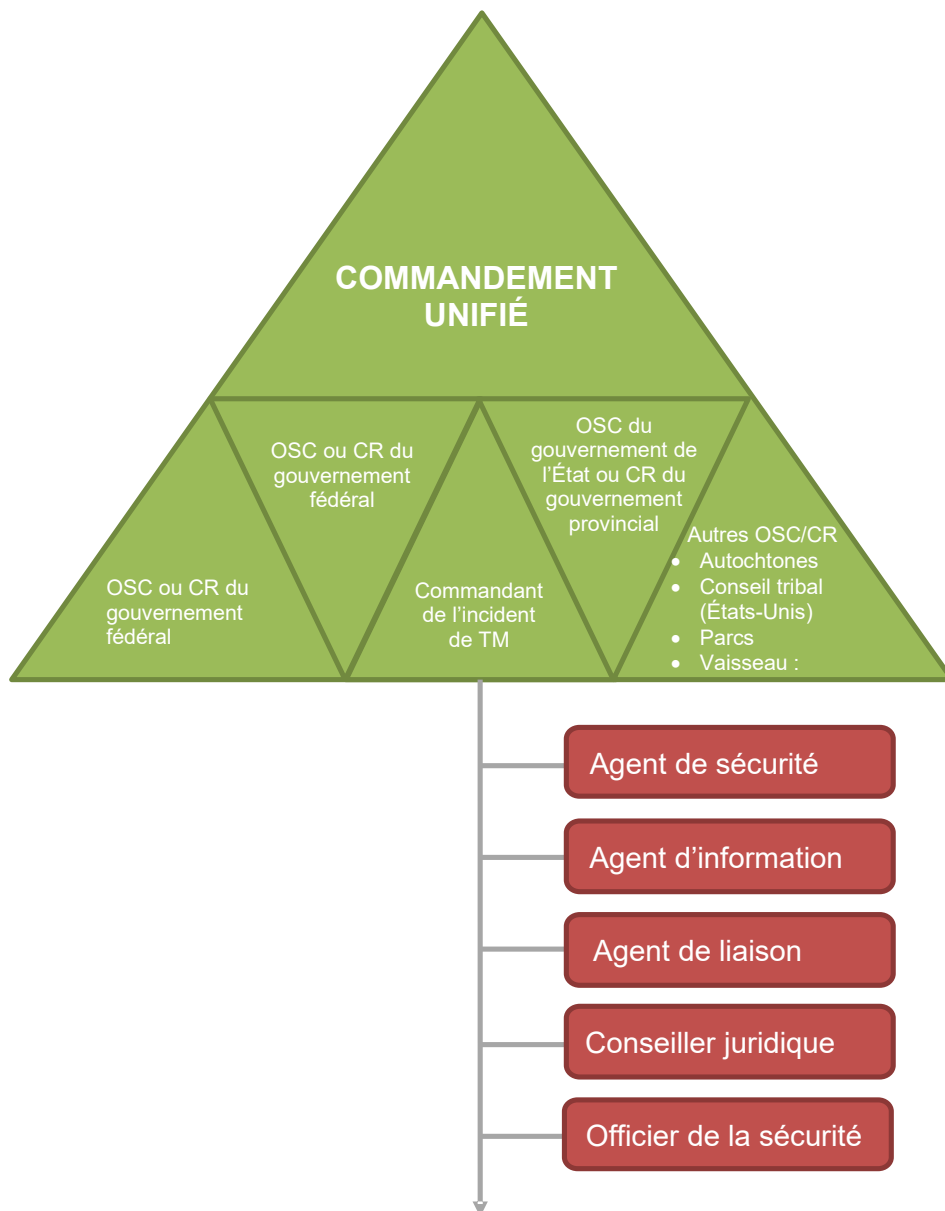 COMMANDEMENT
UNIFIÉ
OSC ou CR du
gouvernement
fédéral
OSC ou CR du
gouvernement
fédéral
Commandant
de l’incident
de TM
OSC du
gouvernement de
l’État ou CR du
gouvernement
provincial
Autres OSC/CR
• Autochtones
• Conseil tribal
(États-Unis)
• Parcs
• Vaisseau :
Agent de sécurité
Agent d’information
Agent de liaison
Conseiller juridique
Officier de la sécurité